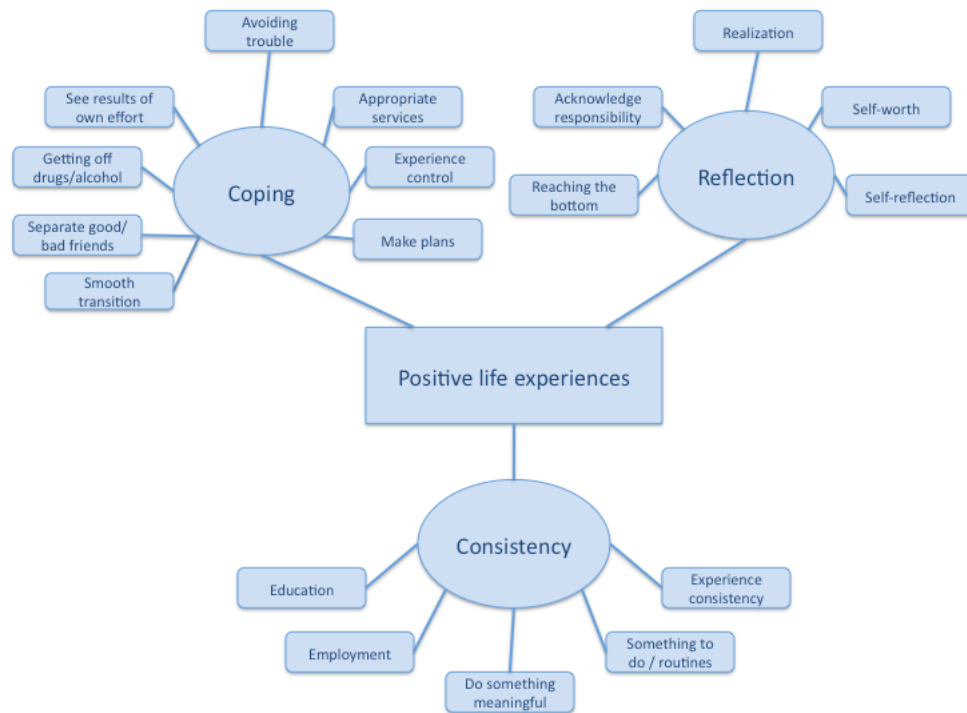 Avoiding
trouble
See results of
own effort
Appropriate
services
Getting off
drugs/alcohol
Experience
control
Coping
Separate good/
bad friends
Make plans
Smooth
transition
Realization
Acknowledge
responsibility
Self-worth
Reflection
Reaching the
bottom
Self-reflection
Positive life experiences
Consistency
Education
Experience
consistency
Employment
Something to
do / routines
Do something
meaningful